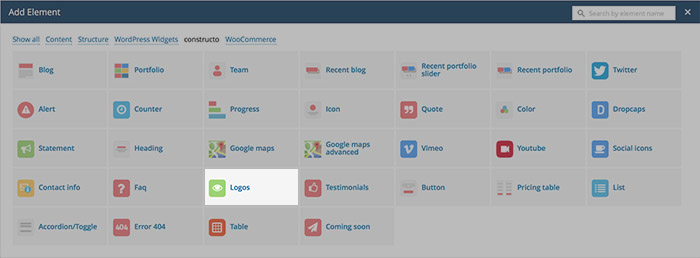 Add Element
Search by element name
×
Show all Content Structure WordPress Widgets constructo WooCommerce
Blog
Portfolio
Team
Recent blog
Recent portfolio
slider
Recent portfolio
Twitter
Alert
Counter
Progress
Icon
Quote
Color
D Dropcaps
Statement
Heading
Google maps
Google maps
advanced
Vimeo
Youtube
Social icons
Contact info
? Faq
Logos
Testimonials
Button
Pricing table
List
Accordion/Toggle
404 Error 404
Table
Coming soon